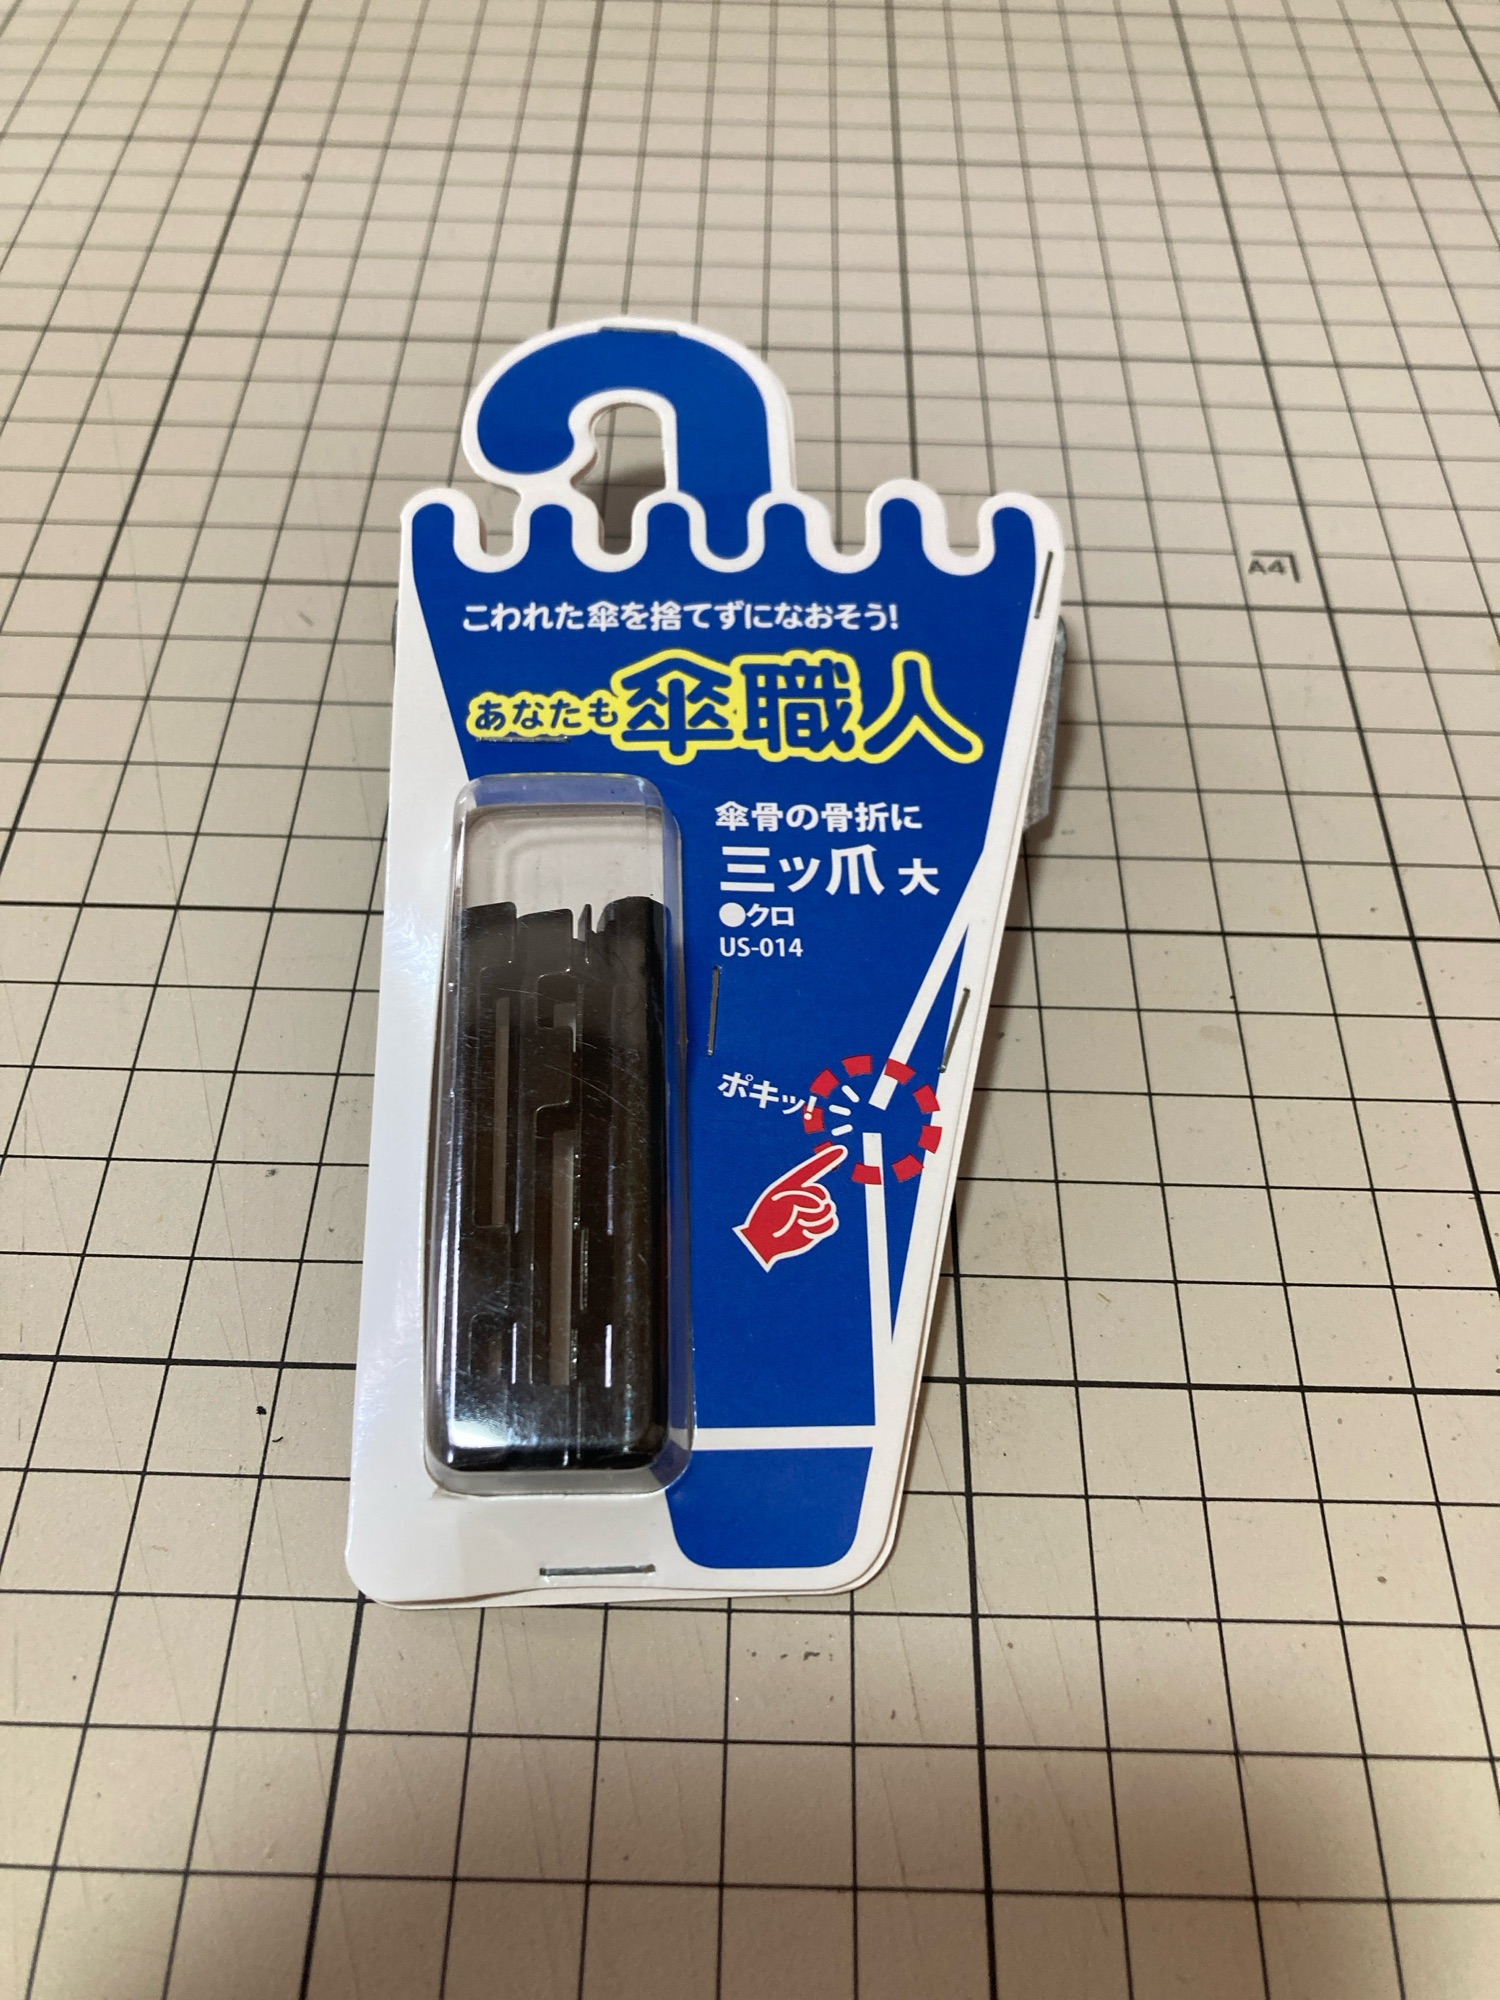 A4
こわれた傘を捨てずになおそう!
あなたも傘職人
傘骨の骨折に
三ッ爪 大
●クロ
US-014
ポキッ!